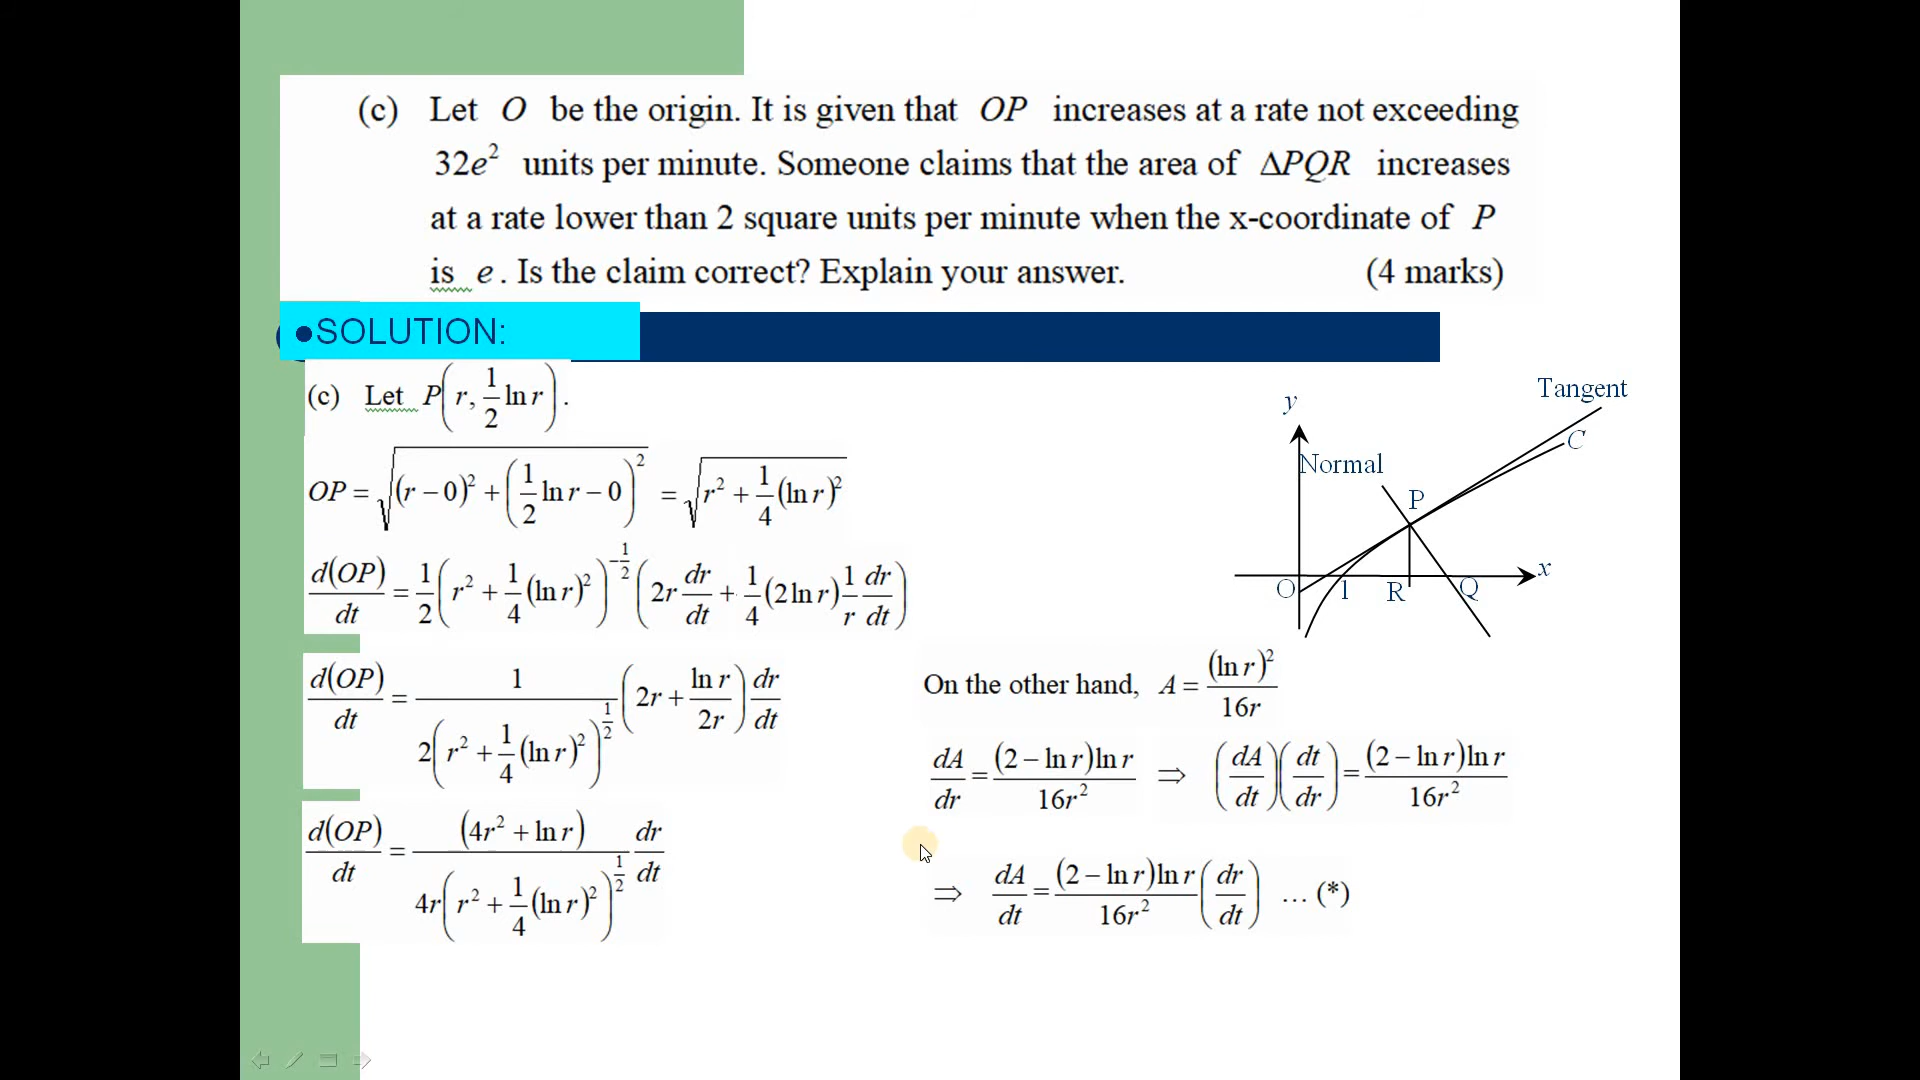 (c) Let O be the origin. It is given that OP increases at a rate not exceeding
32e² units per minute. Someone claims that the area of ΔPQR increases
at a rate lower than 2 square units per minute when the x-coordinate of P
is e. Is the claim correct? Explain your answer. (4 marks)
●SOLUTION:
(c) Let P(r, 1/2 ln r).
OP = √((r − 0)² + (1/2 ln r − 0)²) = √(r² + 1/4 (ln r)²)
d(OP)/dt = 1/2 (r² + 1/4 (ln r)²)^(−1/2) (2r dr/dt + 1/4 (2 ln r) 1/r dr/dt)
d(OP)/dt = 1/(2(r² + 1/4 (ln r)²)^(1/2)) (2r + ln r/2r) dr/dt
d(OP)/dt = (4r² + ln r)/(4r(r² + 1/4 (ln r)²)^(1/2)) dr/dt
Tangent
y
C
Normal
P
x
O 1 R Q
On the other hand, A = (ln r)²/16r
dA/dr = (2 − ln r) ln r/16r² ⇒ (dA/dt)(dt/dr) = (2 − ln r) ln r/16r²
⇒ dA/dt = (2 − ln r) ln r/16r² (dr/dt) … (*)